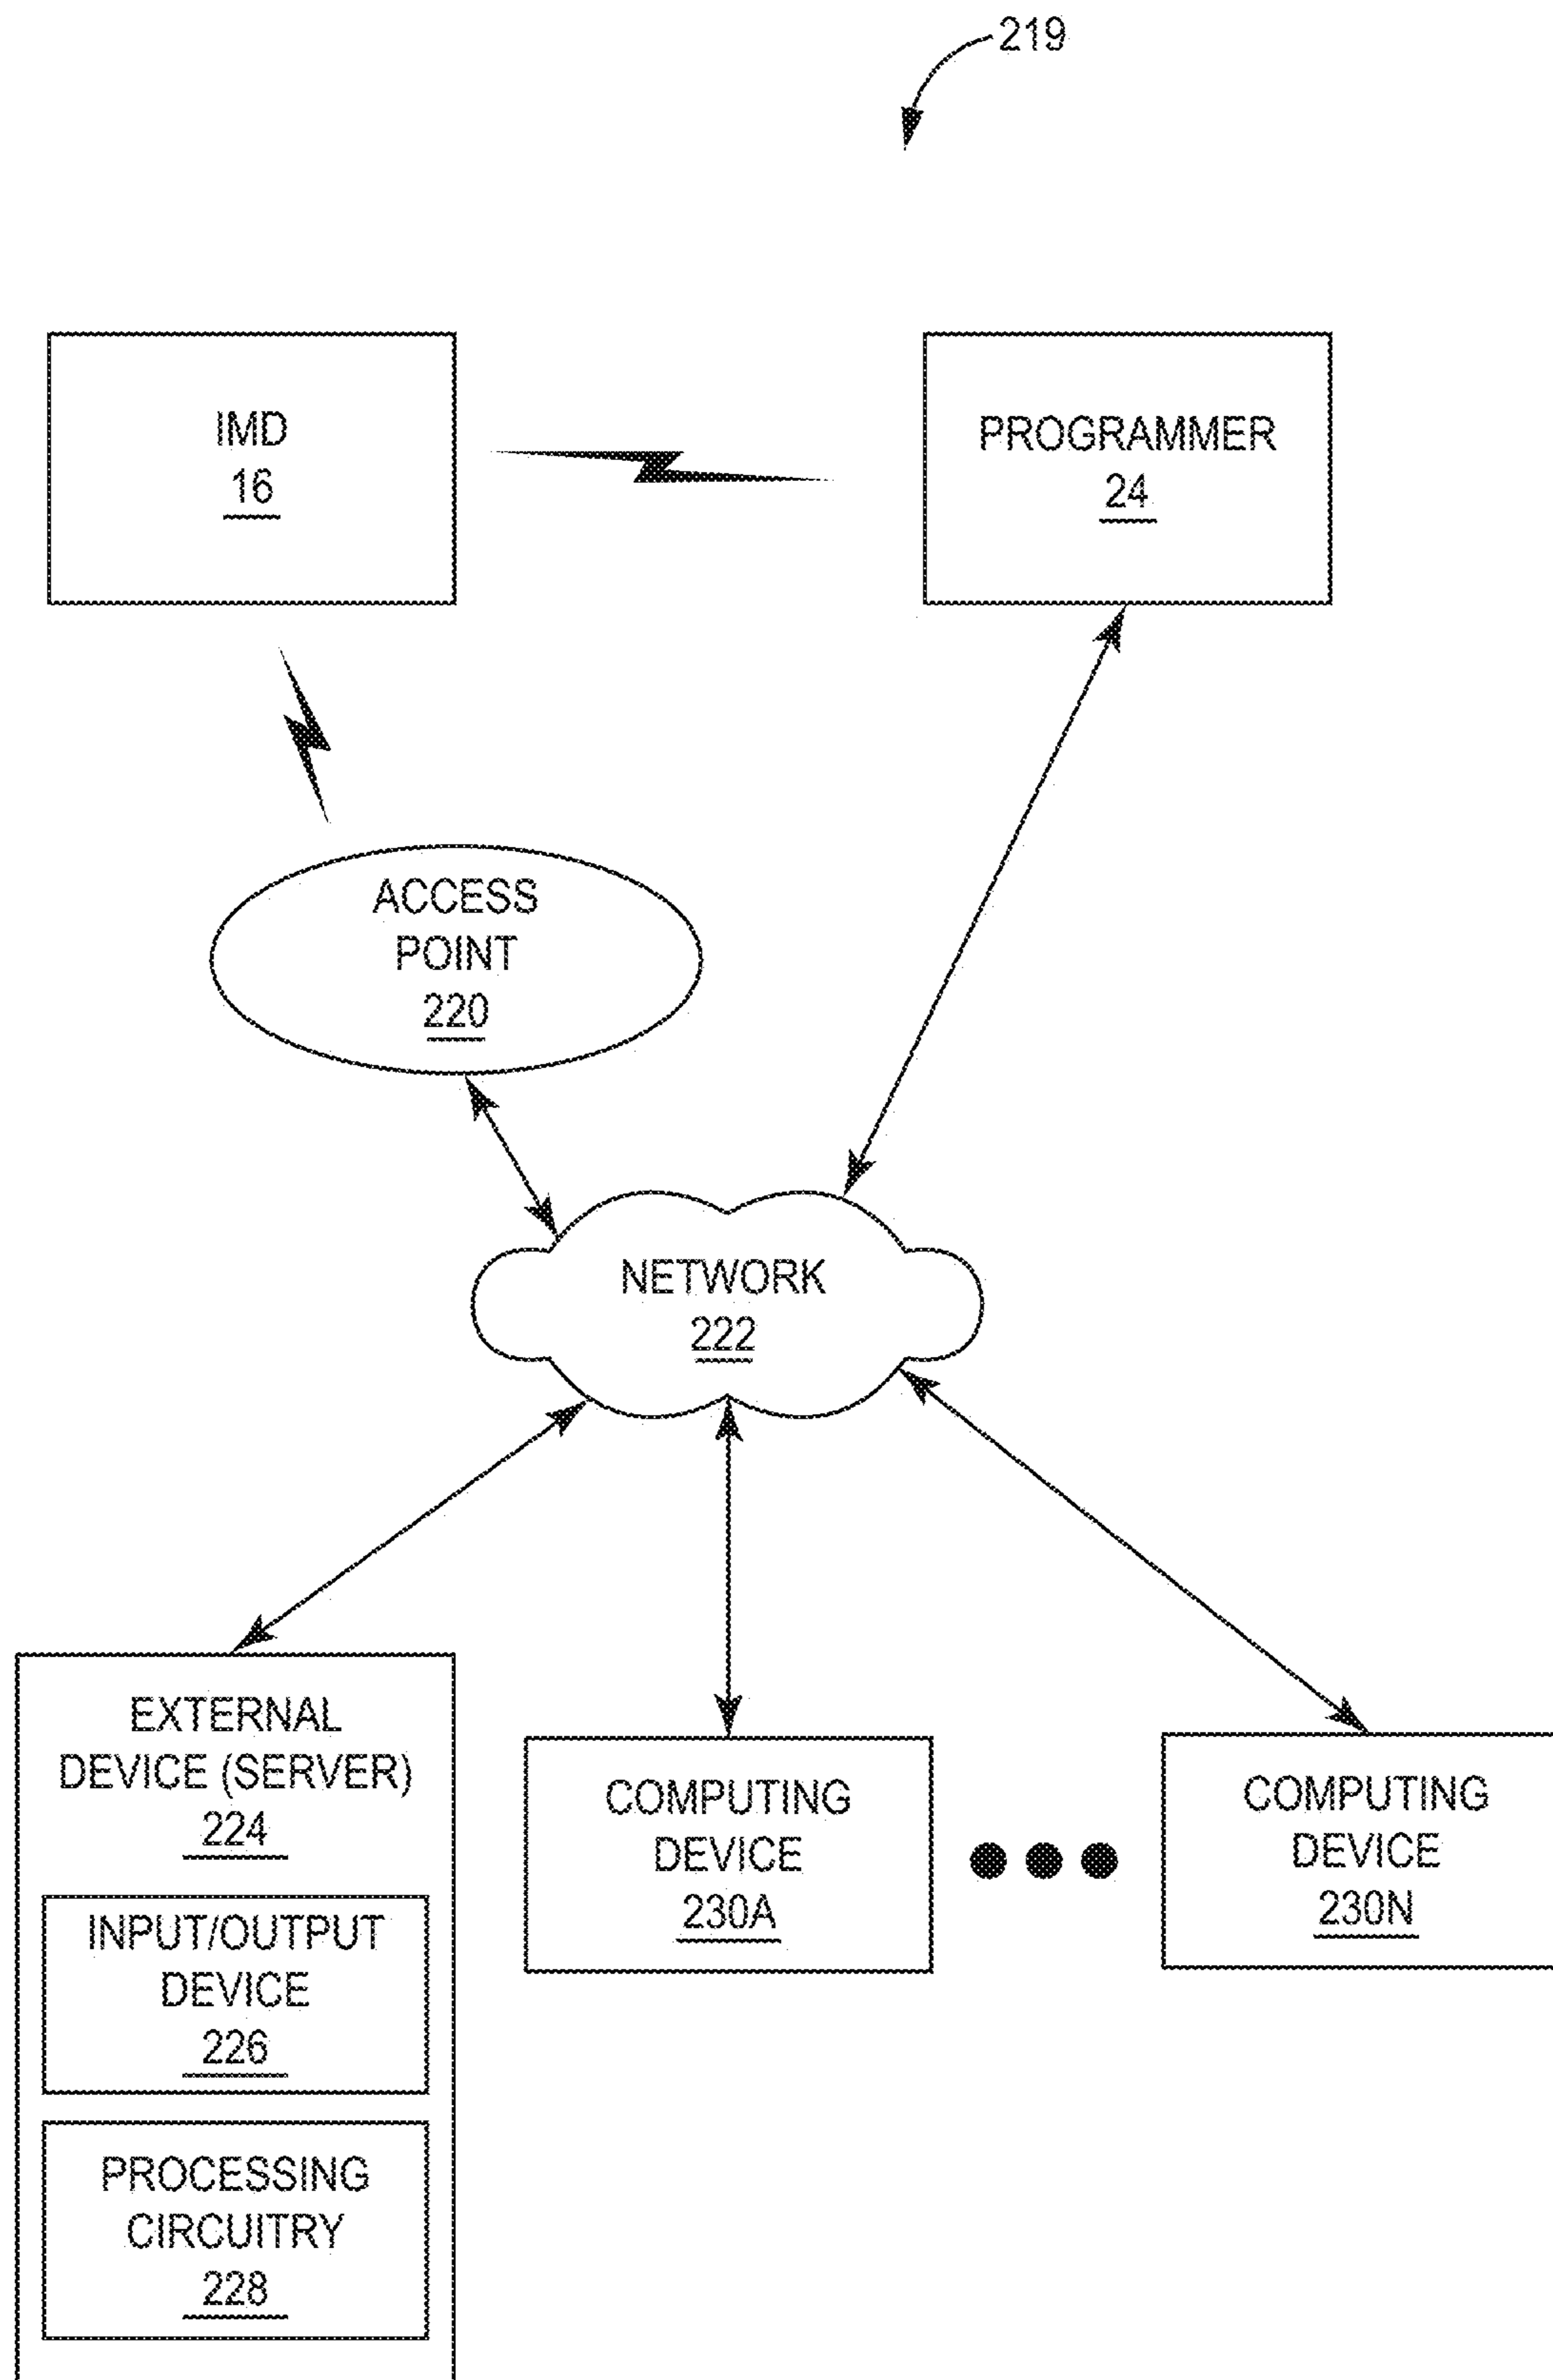 219
IMD
16
PROGRAMMER
24
ACCESS
POINT
220
NETWORK
222
EXTERNAL
DEVICE (SERVER)
224
INPUT/OUTPUT
DEVICE
226
PROCESSING
CIRCUITRY
228
COMPUTING
DEVICE
230A
COMPUTING
DEVICE
230N